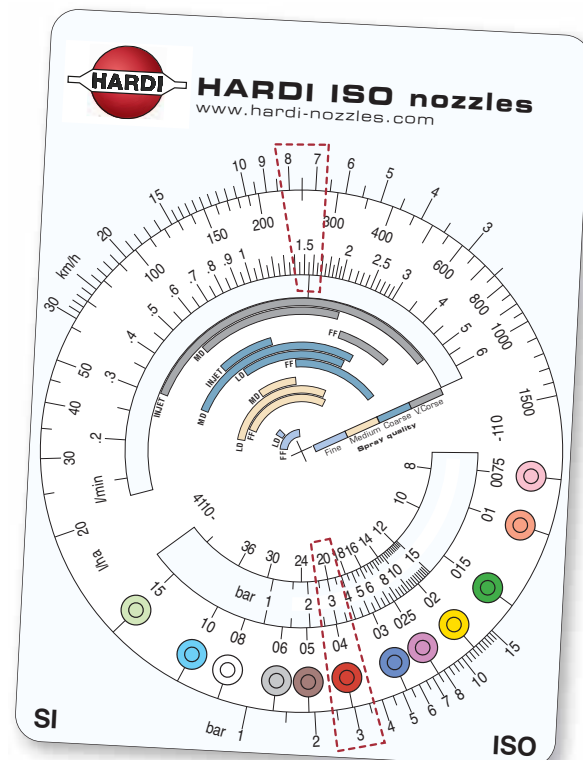 HARDI
HARDI ISO nozzles
www.hardi-nozzles.com
km/h
30 20 15 10 9 8 7 6 5 4 3
l/ha
20 30 40 50 100 150 200 300 400 600 800 1000 1500
l/min
.2 .3 .4 .5 .6 .7 .8 .9 1 1.5 2 2.5 3 4 5 6
INJET
MD
FF
INJET
LD
MD
FF
MD
LD
FF
LD
FF
Fine Medium Coarse V.Corse
Spray quality
-110
0075
01
015
02
025
03
04
05
06
08
10
15
4110-
36 30 24 20 18 16 14 12 10 8
bar 1 2 3 4 5 6 8 10 15
bar 1 2 3 4 5 6 7 8 10 15
SI
ISO